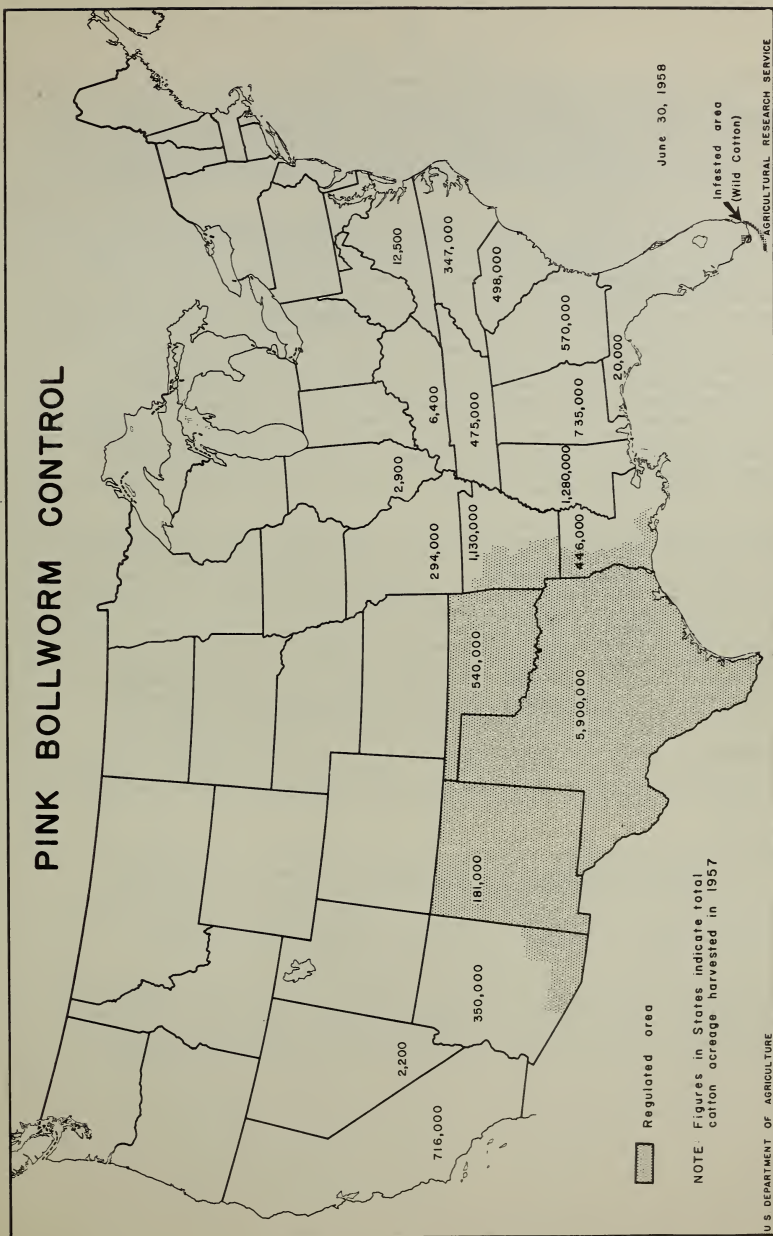 PINK BOLLWORM CONTROL
716,000
2,200
350,000
181,000
540,000
5,900,000
294,000
1,130,000
446,000
2,900
1,280,000
6,400
475,000
735,000
20,000
570,000
12,500
347,000
498,000
Infested area
(Wild Cotton)
June 30, 1958
Regulated area
NOTE: Figures in States indicate total
cotton acreage harvested in 1957
U S DEPARTMENT OF AGRICULTURE
AGRICULTURAL RESEARCH SERVICE